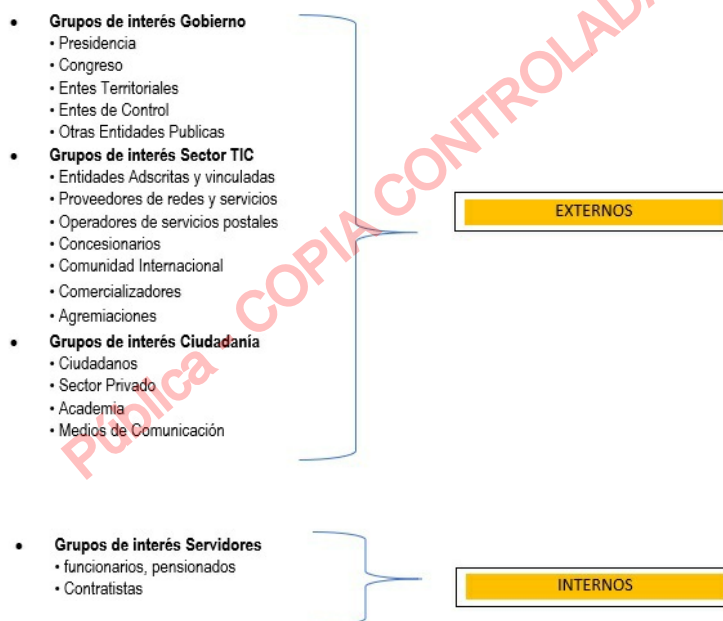 • Grupos de interés Gobierno
• Presidencia
• Congreso
• Entes Territoriales
• Entes de Control
• Otras Entidades Publicas
• Grupos de interés Sector TIC
• Entidades Adscritas y vinculadas
• Proveedores de redes y servicios
• Operadores de servicios postales
• Concesionarios
• Comunidad Internacional
• Comercializadores
• Agremiaciones
• Grupos de interés Ciudadanía
• Ciudadanos
• Sector Privado
• Academia
• Medios de Comunicación
EXTERNOS
• Grupos de interés Servidores
• funcionarios, pensionados
• Contratistas
INTERNOS
Pública - COPIA CONTROLADA